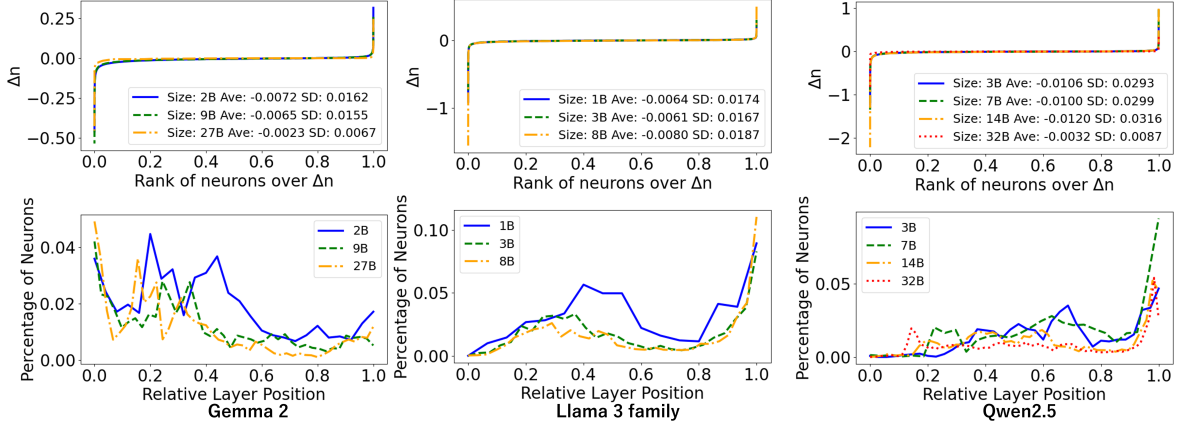 0.25
0.00
−0.25
−0.50
Δn
Size: 2B Ave: -0.0072 SD: 0.0162
Size: 9B Ave: -0.0065 SD: 0.0155
Size: 27B Ave: -0.0023 SD: 0.0067
0.0 0.2 0.4 0.6 0.8 1.0
Rank of neurons over Δn
0
−1
Δn
Size: 1B Ave: -0.0064 SD: 0.0174
Size: 3B Ave: -0.0061 SD: 0.0167
Size: 8B Ave: -0.0080 SD: 0.0187
0.0 0.2 0.4 0.6 0.8 1.0
Rank of neurons over Δn
1
0
−1
−2
Δn
Size: 3B Ave: -0.0106 SD: 0.0293
Size: 7B Ave: -0.0100 SD: 0.0299
Size: 14B Ave: -0.0120 SD: 0.0316
Size: 32B Ave: -0.0032 SD: 0.0087
0.0 0.2 0.4 0.6 0.8 1.0
Rank of neurons over Δn
Percentage of Neurons
0.04
0.02
0.00
2B
9B
27B
0.0 0.2 0.4 0.6 0.8 1.0
Relative Layer Position
Gemma 2
Percentage of Neurons
0.10
0.05
0.00
1B
3B
8B
0.0 0.2 0.4 0.6 0.8 1.0
Relative Layer Position
Llama 3 family
Percentage of Neurons
0.05
0.00
3B
7B
14B
32B
0.0 0.2 0.4 0.6 0.8 1.0
Relative Layer Position
Qwen2.5